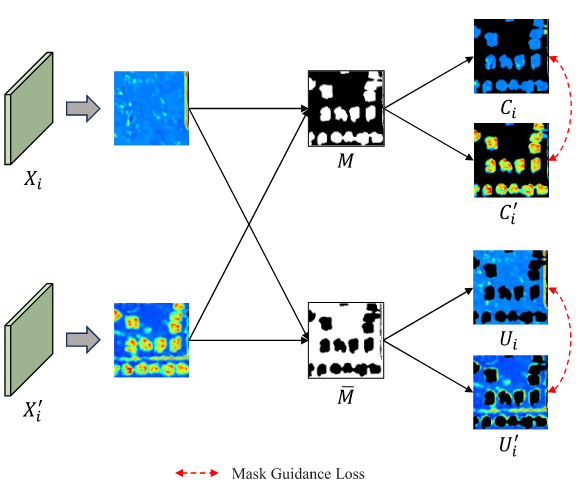 X_i
M
C_i
C'_i
X'_i
M̅
U_i
U'_i
Mask Guidance Loss